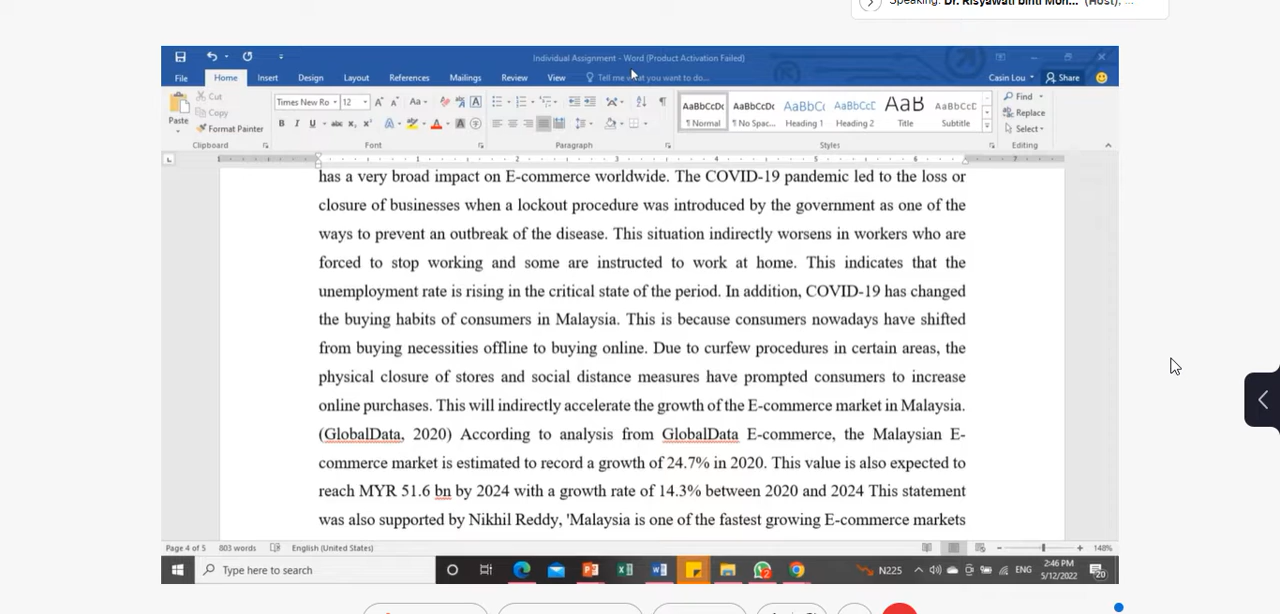 Speaking: Dr. Risyawati binti Moh... (Host), ...
Individual Assignment - Word (Product Activation Failed)
File Home Insert Design Layout References Mailings Review View Tell me what you want to do... Casin Lou Share
Paste
Cut
Copy
Format Painter
Clipboard
Times New Ro 12
Font
Paragraph
AaBbCcDc AaBbCcDc AaBbCc AaBbCcC AaB AaBbCcC
¶ Normal ¶ No Spac... Heading 1 Heading 2 Title Subtitle
Styles
Find
Replace
Select
Editing
has a very broad impact on E-commerce worldwide. The COVID-19 pandemic led to the loss or
closure of businesses when a lockout procedure was introduced by the government as one of the
ways to prevent an outbreak of the disease. This situation indirectly worsens in workers who are
forced to stop working and some are instructed to work at home. This indicates that the
unemployment rate is rising in the critical state of the period. In addition, COVID-19 has changed
the buying habits of consumers in Malaysia. This is because consumers nowadays have shifted
from buying necessities offline to buying online. Due to curfew procedures in certain areas, the
physical closure of stores and social distance measures have prompted consumers to increase
online purchases. This will indirectly accelerate the growth of the E-commerce market in Malaysia.
(GlobalData, 2020) According to analysis from GlobalData E-commerce, the Malaysian E-
commerce market is estimated to record a growth of 24.7% in 2020. This value is also expected to
reach MYR 51.6 bn by 2024 with a growth rate of 14.3% between 2020 and 2024 This statement
was also supported by Nikhil Reddy, 'Malaysia is one of the fastest growing E-commerce markets
Page 4 of 5 803 words English (United States) 148%
Type here to search N225 ENG 2:46 PM
5/12/2022 20